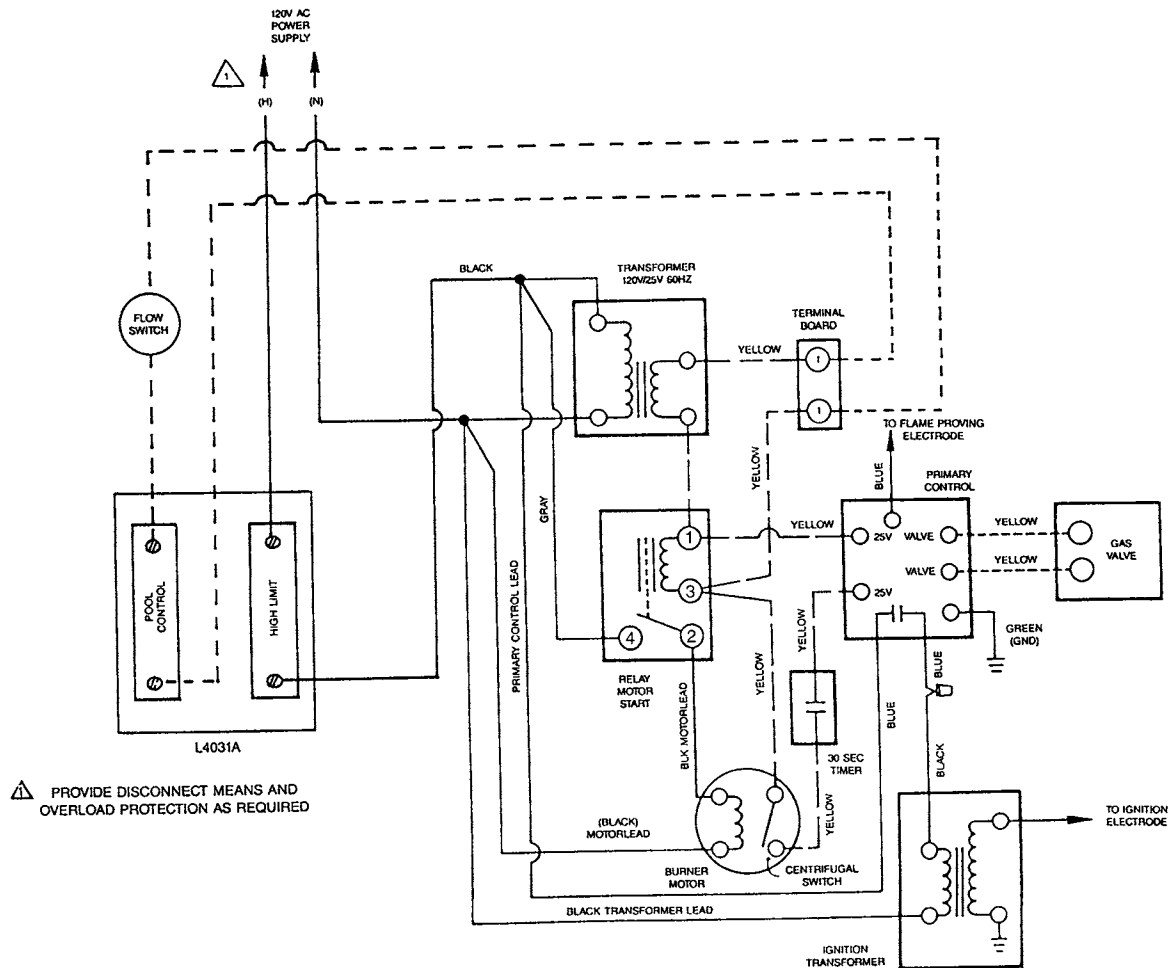 120V AC
POWER
SUPPLY
1
(H)
(N)
BLACK
TRANSFORMER
120V/25V 60HZ
FLOW
SWITCH
TERMINAL
BOARD
YELLOW
1
1
TO FLAME PROVING
ELECTRODE
YELLOW
BLUE
PRIMARY
CONTROL
GRAY
1
YELLOW
25V
VALVE
YELLOW
GAS
VALVE
POOL
CONTROL
HIGH LIMIT
PRIMARY CONTROL LEAD
3
VALVE
YELLOW
25V
4
2
YELLOW
YELLOW
GREEN
(GND)
RELAY
MOTOR
START
BLUE
BLUE
L4031A
BLK MOTORLEAD
30 SEC
TIMER
BLACK
1 PROVIDE DISCONNECT MEANS AND
OVERLOAD PROTECTION AS REQUIRED
YELLOW
(BLACK)
MOTORLEAD
TO IGNITION
ELECTRODE
BURNER
MOTOR
CENTRIFUGAL
SWITCH
BLACK TRANSFORMER LEAD
IGNITION
TRANSFORMER